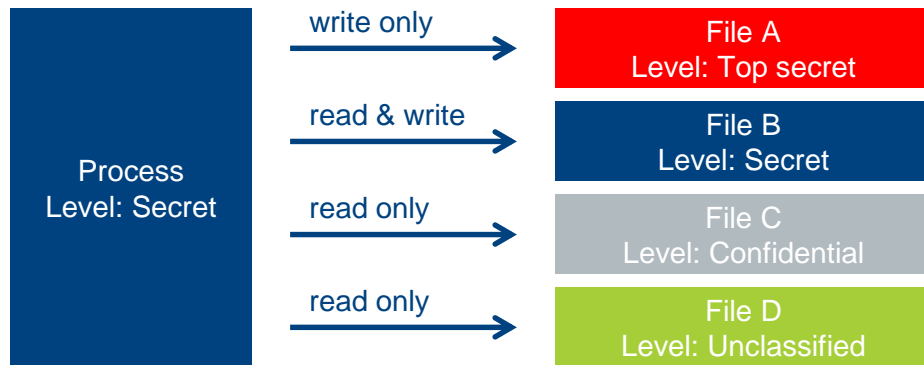 Process
Level: Secret
write only
File A
Level: Top secret
read & write
File B
Level: Secret
read only
File C
Level: Confidential
read only
File D
Level: Unclassified